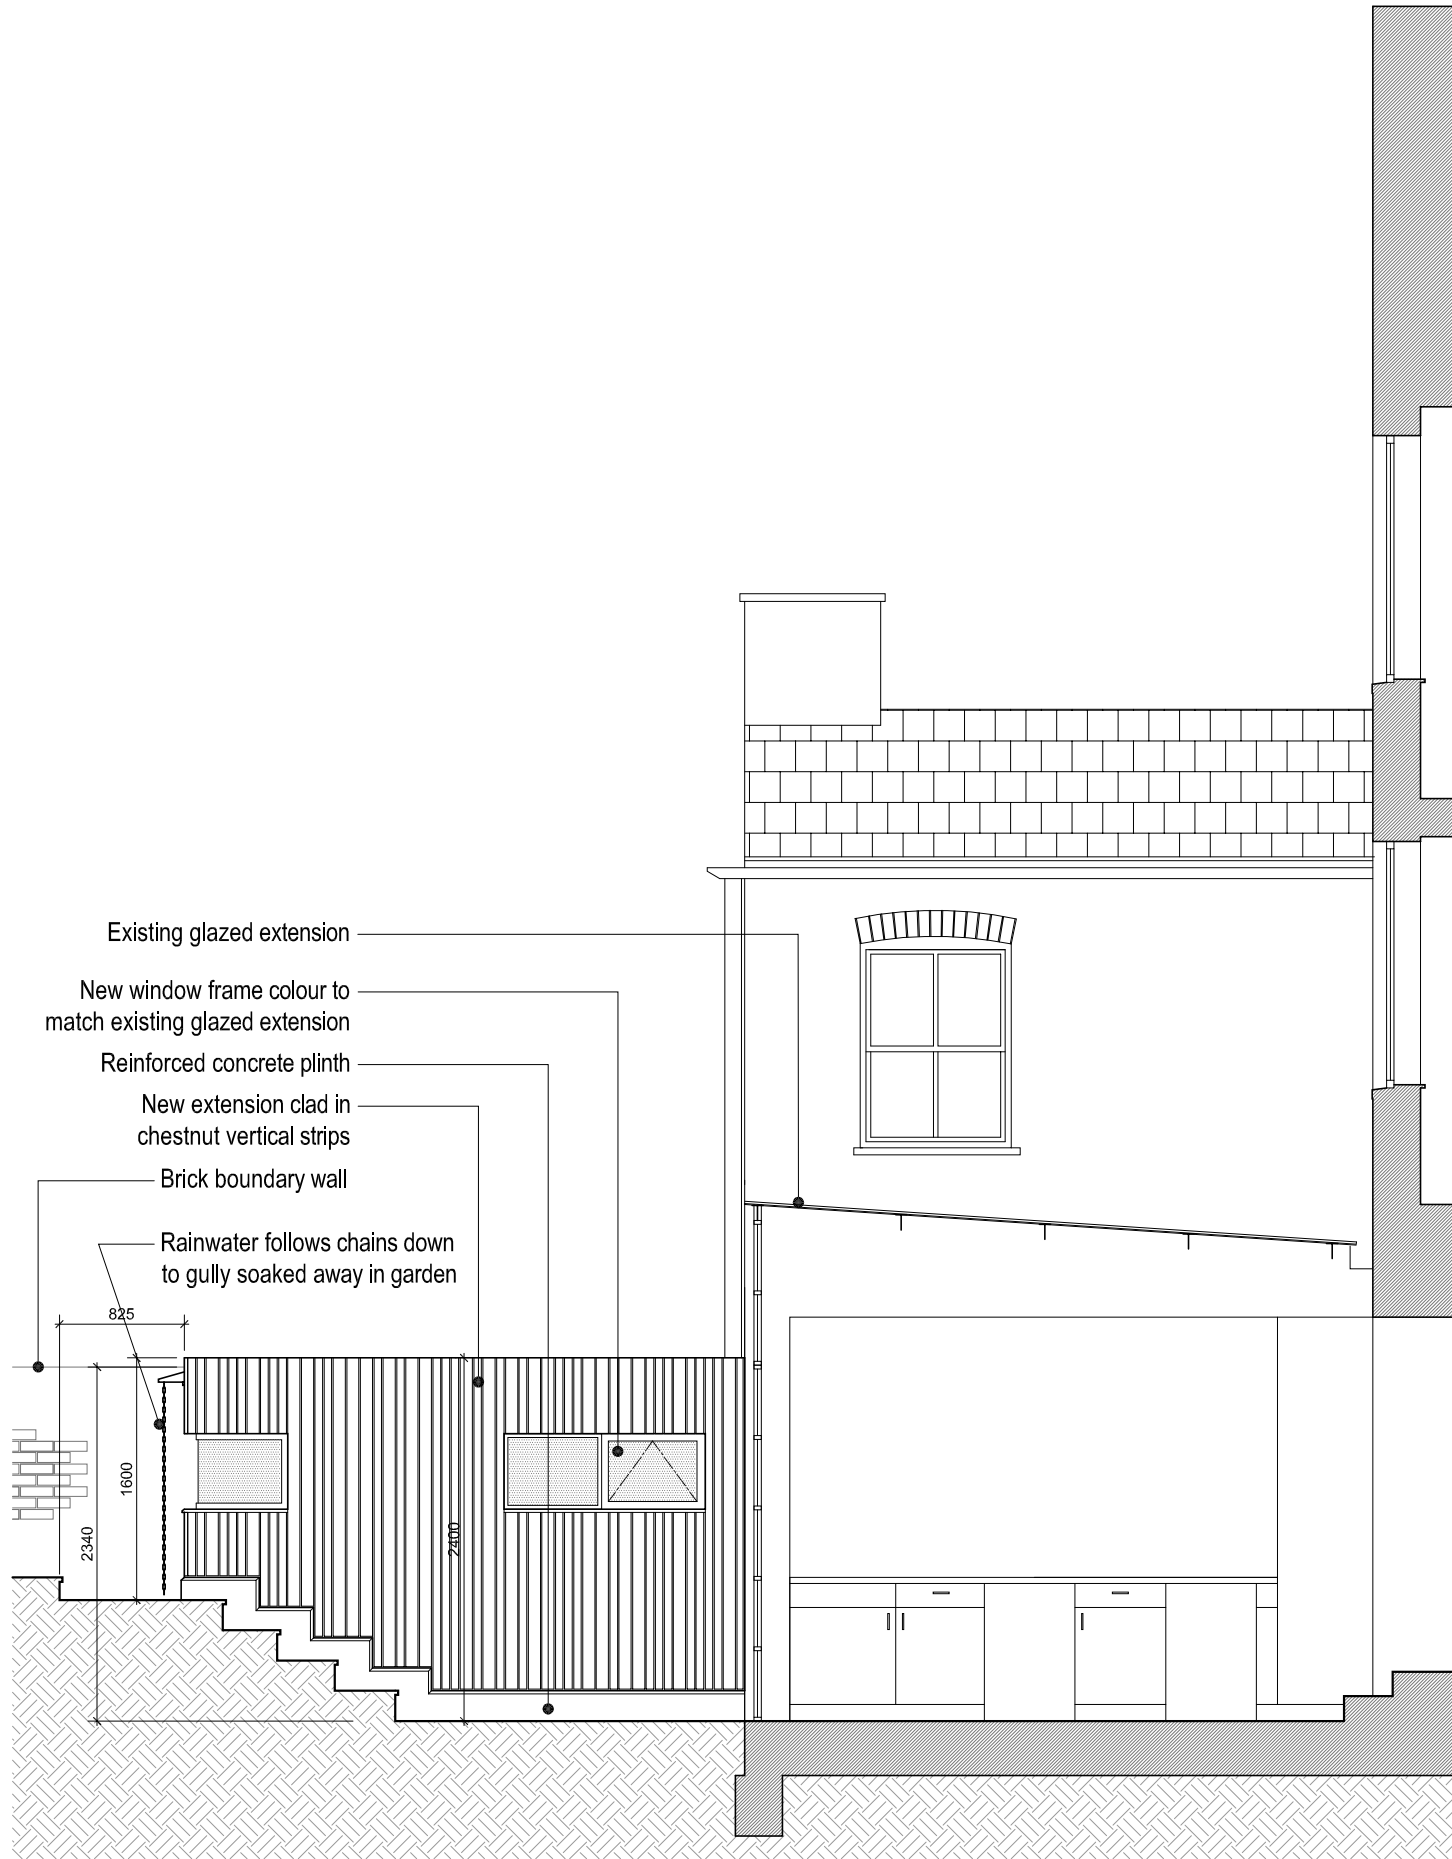 Existing glazed extension
New window frame colour to
match existing glazed extension
Reinforced concrete plinth
New extension clad in
chestnut vertical strips
Brick boundary wall
Rainwater follows chains down
to gully soaked away in garden
825
1600
2340
2400